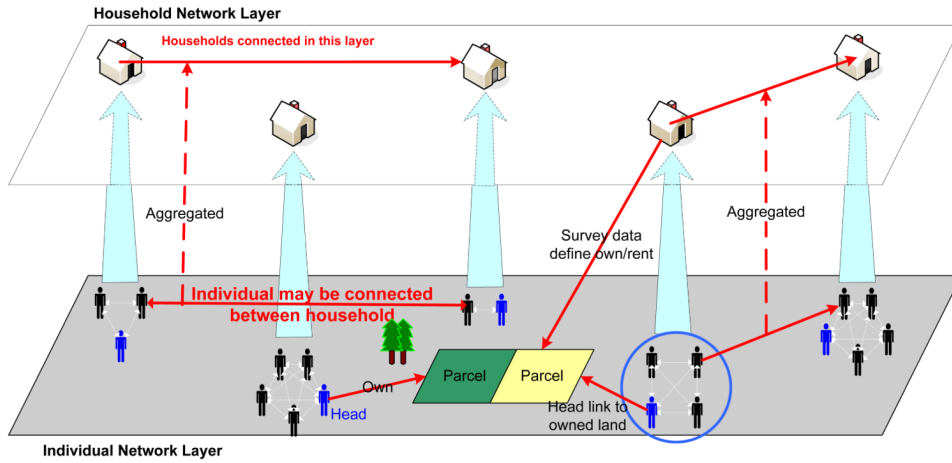 Household Network Layer
Households connected in this layer
Aggregated
Survey data
define own/rent
Aggregated
Individual may be connected
between household
Parcel
Parcel
Own
Head
Head link to
owned land
Individual Network Layer